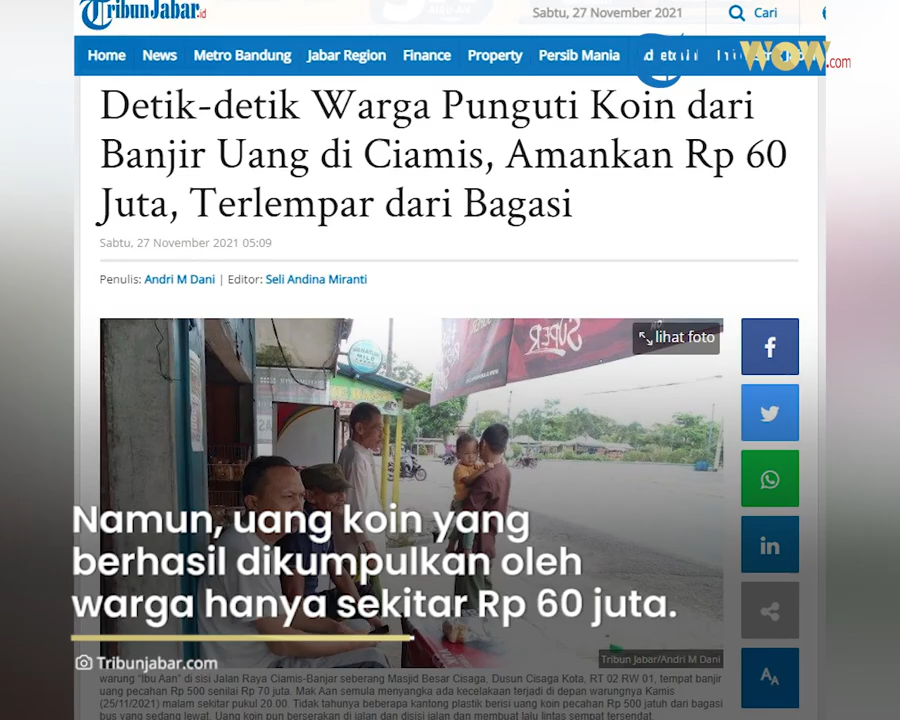 TribunJabar.id
Sabtu, 27 November 2021
Cari
Home News Metro Bandung Jabar Region Finance Property Persib Mania
WOW.com
Detik-detik Warga Punguti Koin dari
Banjir Uang di Ciamis, Amankan Rp 60
Juta, Terlempar dari Bagasi
Sabtu, 27 November 2021 05:09
Penulis: Andri M Dani | Editor: Seli Andina Miranti
SUPER
lihat foto
Namun, uang koin yang
berhasil dikumpulkan oleh
warga hanya sekitar Rp 60 juta.
Tribunjabar.com
Tribun Jabar/Andri M Dani
warung "Ibu Aan" di sisi Jalan Raya Ciamis-Banjar seberang Masjid Besar Cisaga, Dusun Cisaga Kota, RT 02 RW 01, tempat banjir
uang pecahan Rp 500 senilai Rp 70 juta. Mak Aan semula menyangka ada kecelakaan terjadi di depan warungnya Kamis
(25/11/2021) malam sekitar pukul 20.00. Tidak tahunya beberapa kantong plastik berisi uang koin pecahan Rp 500 jatuh dari bagasi
bus yang sedang lewat. Uang koin pun berserakan di jalan dan disisi jalan dan membuat lalu lintas sempat tersendat.